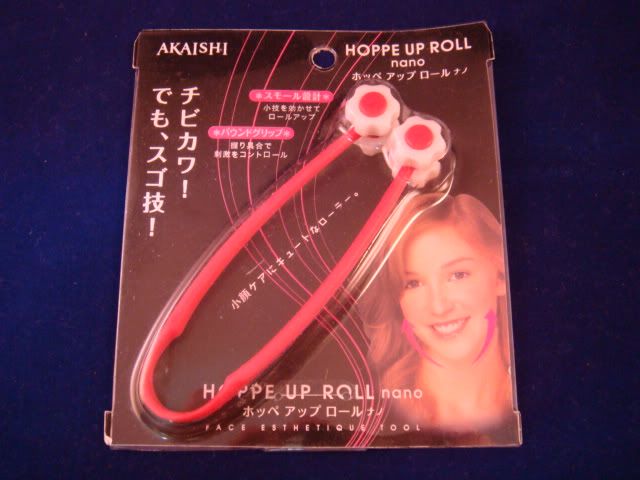 AKAISHI
HOPPE UP ROLL
nano
ホッペ アップ ロール ナノ
チビカワ!
でも、スゴ技!
*スモール設計*
小技を効かせて
ロールアップ
*バウンドグリップ*
握り具合で
刺激をコントロール
小顔ケアにキュートなローラー。
HOPPE UP ROLL nano
ホッペ アップ ロール ナノ
FACE ESTHETIQUE TOOL